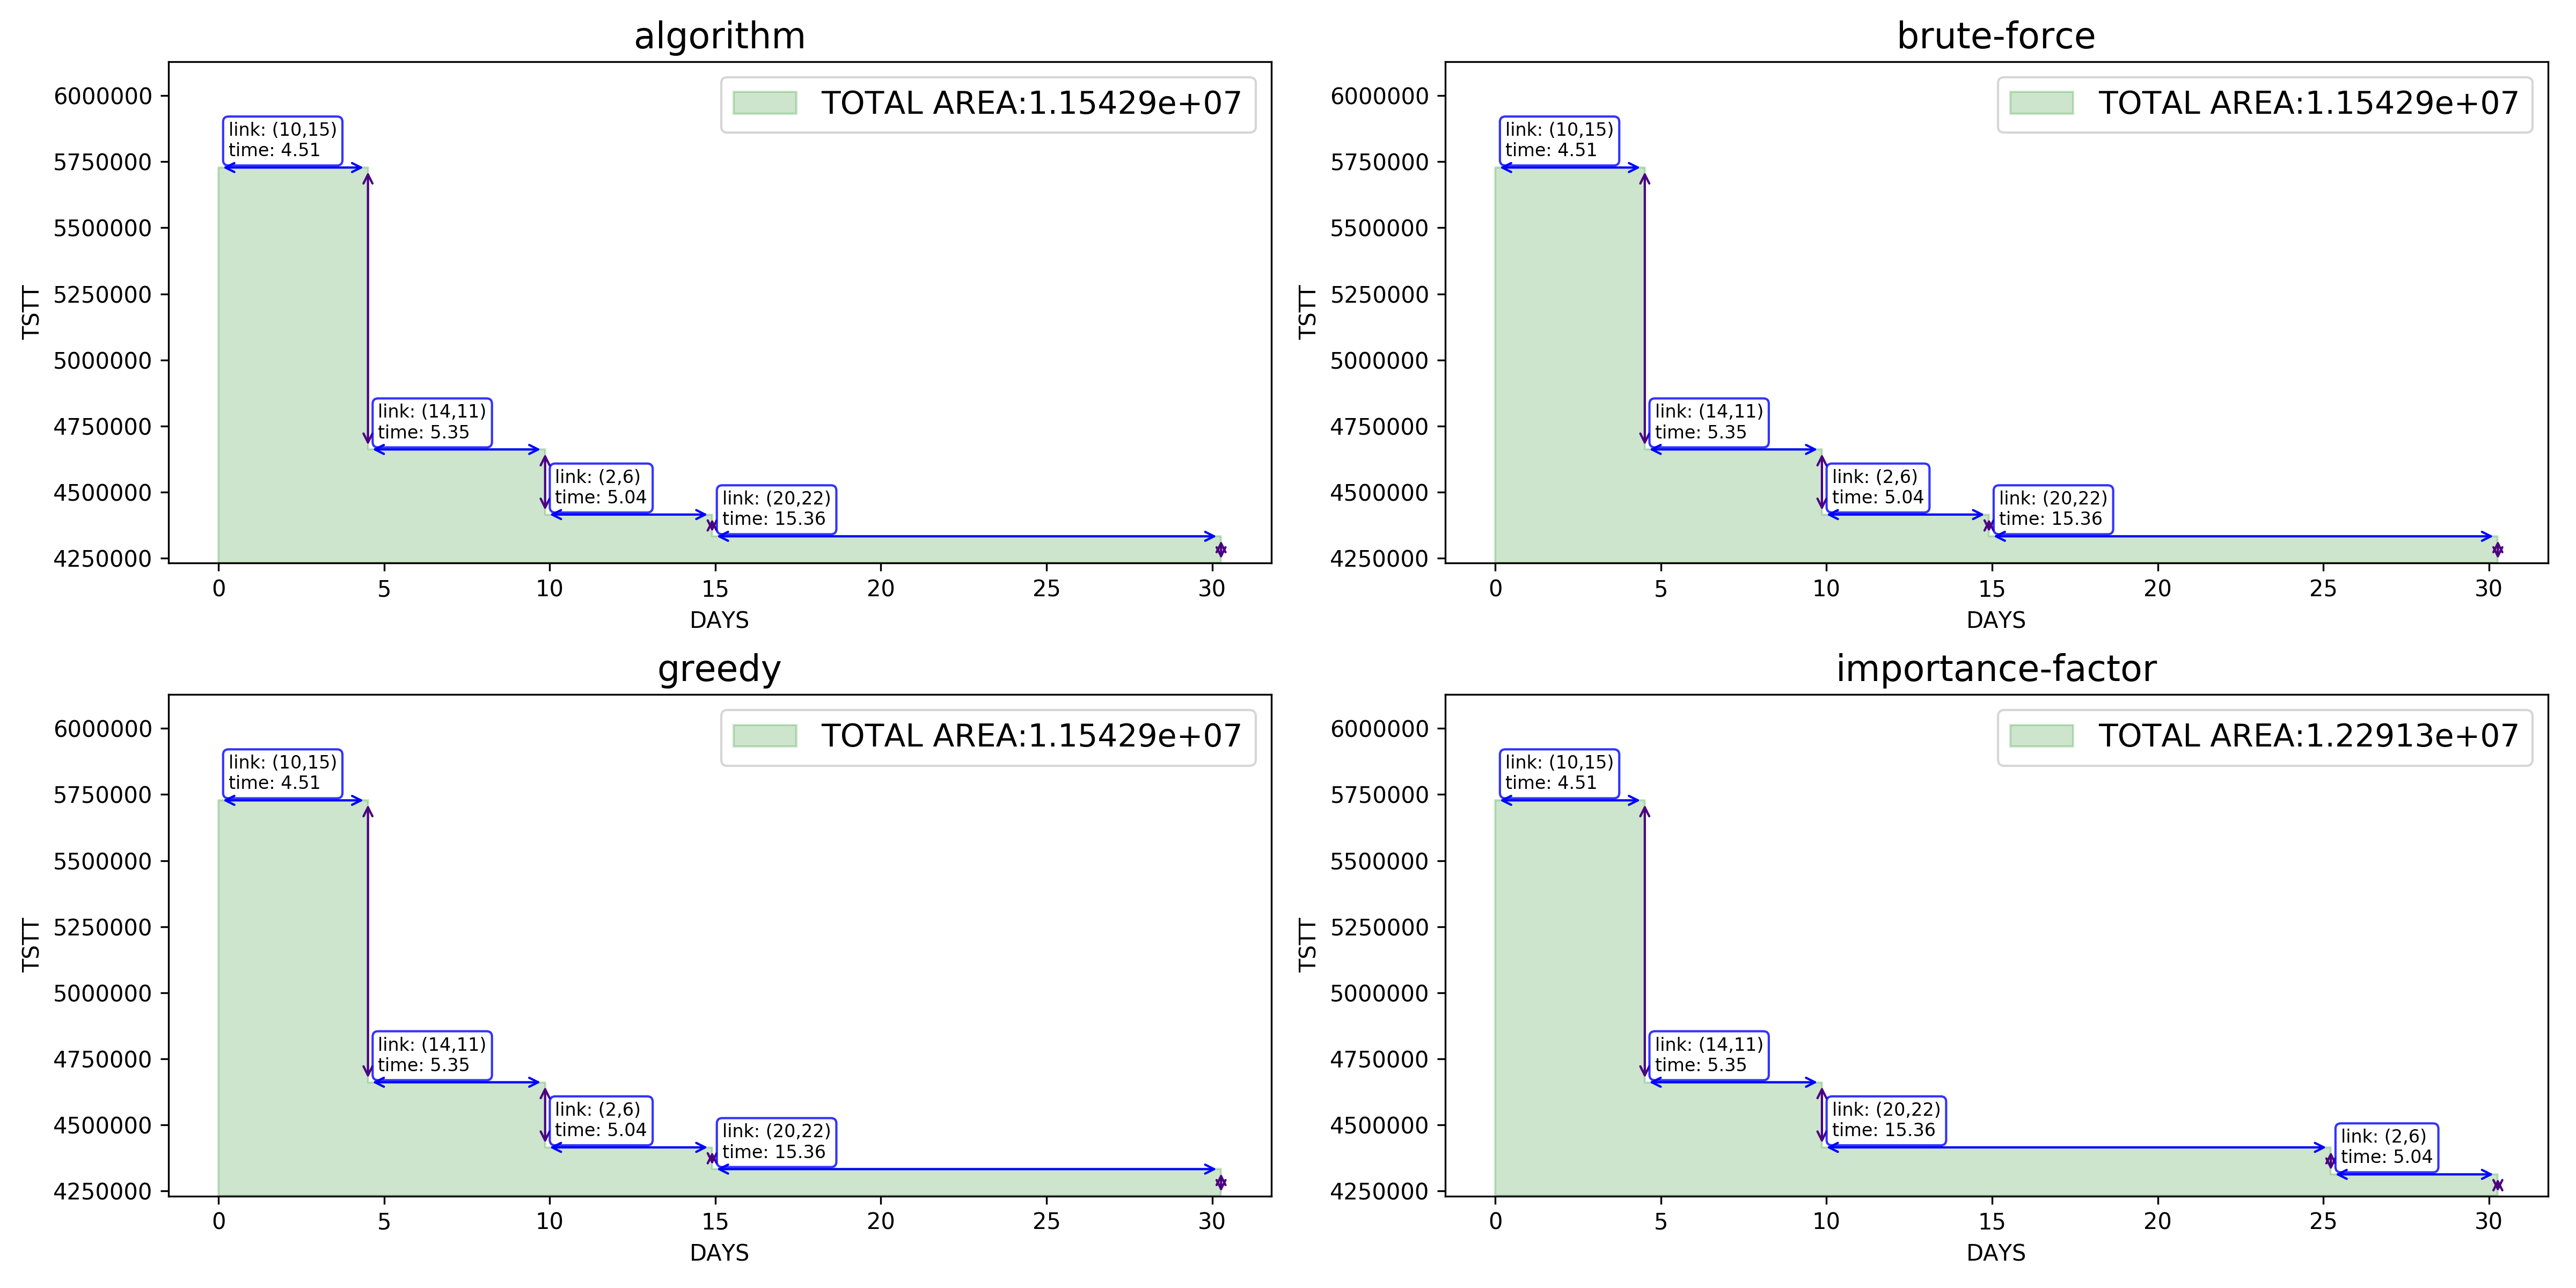 algorithm
TOTAL AREA:1.15429e+07
6000000
5750000
5500000
5250000
5000000
4750000
4500000
4250000
TSTT
link: (10,15)
time: 4.51
link: (14,11)
time: 5.35
link: (2,6)
time: 5.04
link: (20,22)
time: 15.36
0 5 10 15 20 25 30
DAYS
brute-force
TOTAL AREA:1.15429e+07
6000000
5750000
5500000
5250000
5000000
4750000
4500000
4250000
TSTT
link: (10,15)
time: 4.51
link: (14,11)
time: 5.35
link: (2,6)
time: 5.04
link: (20,22)
time: 15.36
0 5 10 15 20 25 30
DAYS
greedy
TOTAL AREA:1.15429e+07
6000000
5750000
5500000
5250000
5000000
4750000
4500000
4250000
TSTT
link: (10,15)
time: 4.51
link: (14,11)
time: 5.35
link: (2,6)
time: 5.04
link: (20,22)
time: 15.36
0 5 10 15 20 25 30
DAYS
importance-factor
TOTAL AREA:1.22913e+07
6000000
5750000
5500000
5250000
5000000
4750000
4500000
4250000
TSTT
link: (10,15)
time: 4.51
link: (14,11)
time: 5.35
link: (20,22)
time: 15.36
link: (2,6)
time: 5.04
0 5 10 15 20 25 30
DAYS